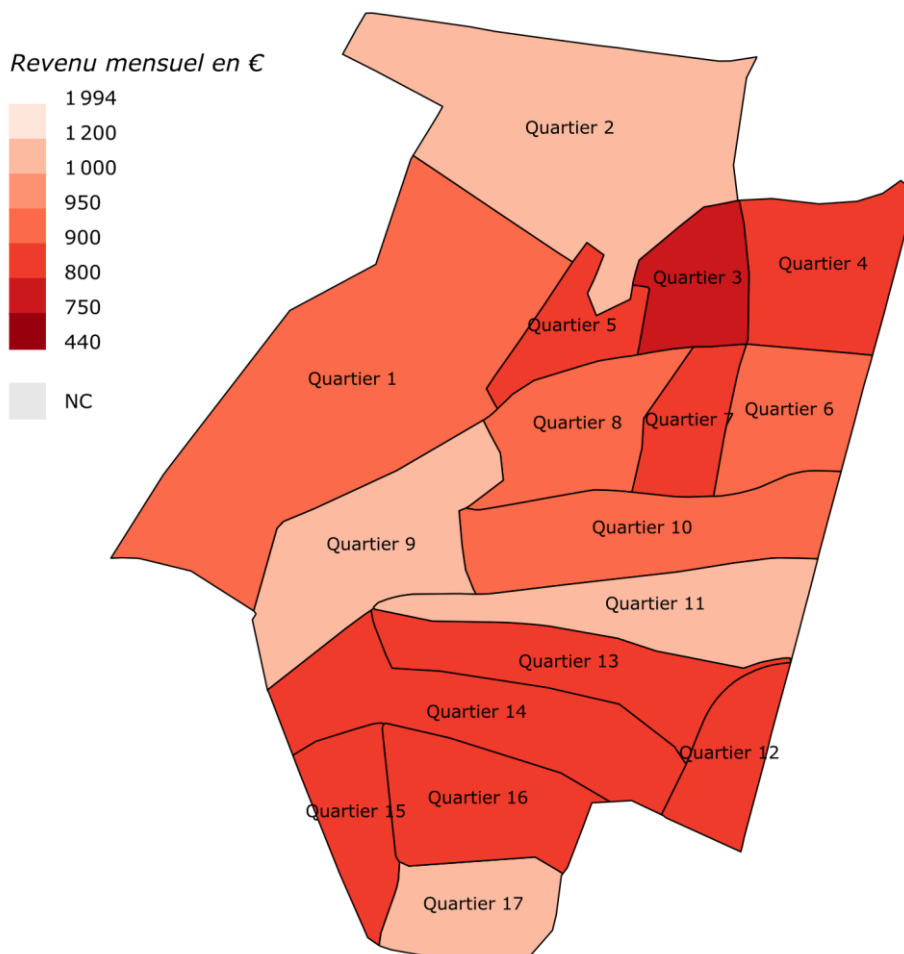 Revenu mensuel en €
1 994
1 200
1 000
950
900
800
750
440
NC
Quartier 2
Quartier 4
Quartier 3
Quartier 5
Quartier 1
Quartier 6
Quartier 8
Quartier 7
Quartier 10
Quartier 9
Quartier 11
Quartier 13
Quartier 14
Quartier 12
Quartier 16
Quartier 15
Quartier 17